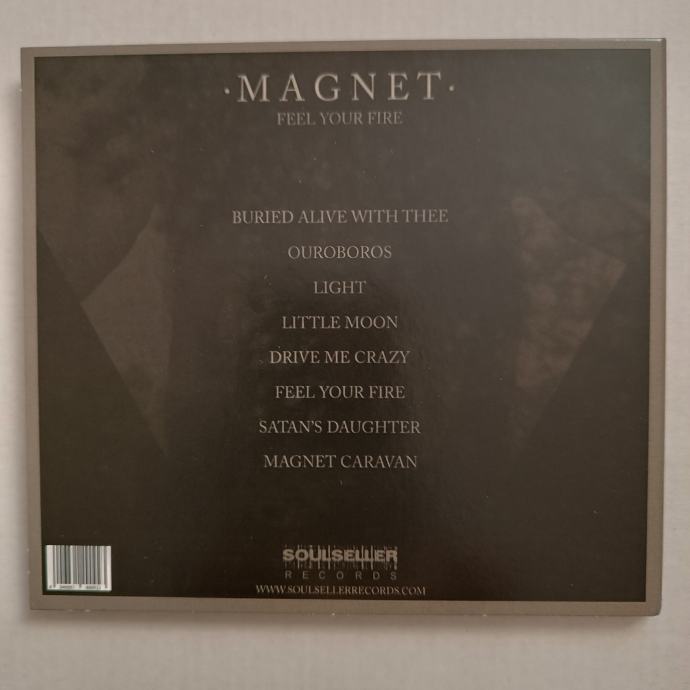 ·MAGNET·
FEEL YOUR FIRE
BURIED ALIVE WITH THEE
OUROBOROS
LIGHT
LITTLE MOON
DRIVE ME CRAZY
FEEL YOUR FIRE
SATAN'S DAUGHTER
MAGNET CARAVAN
SOULSELLER
RECORDS
WWW.SOULSELLERRECORDS.COM